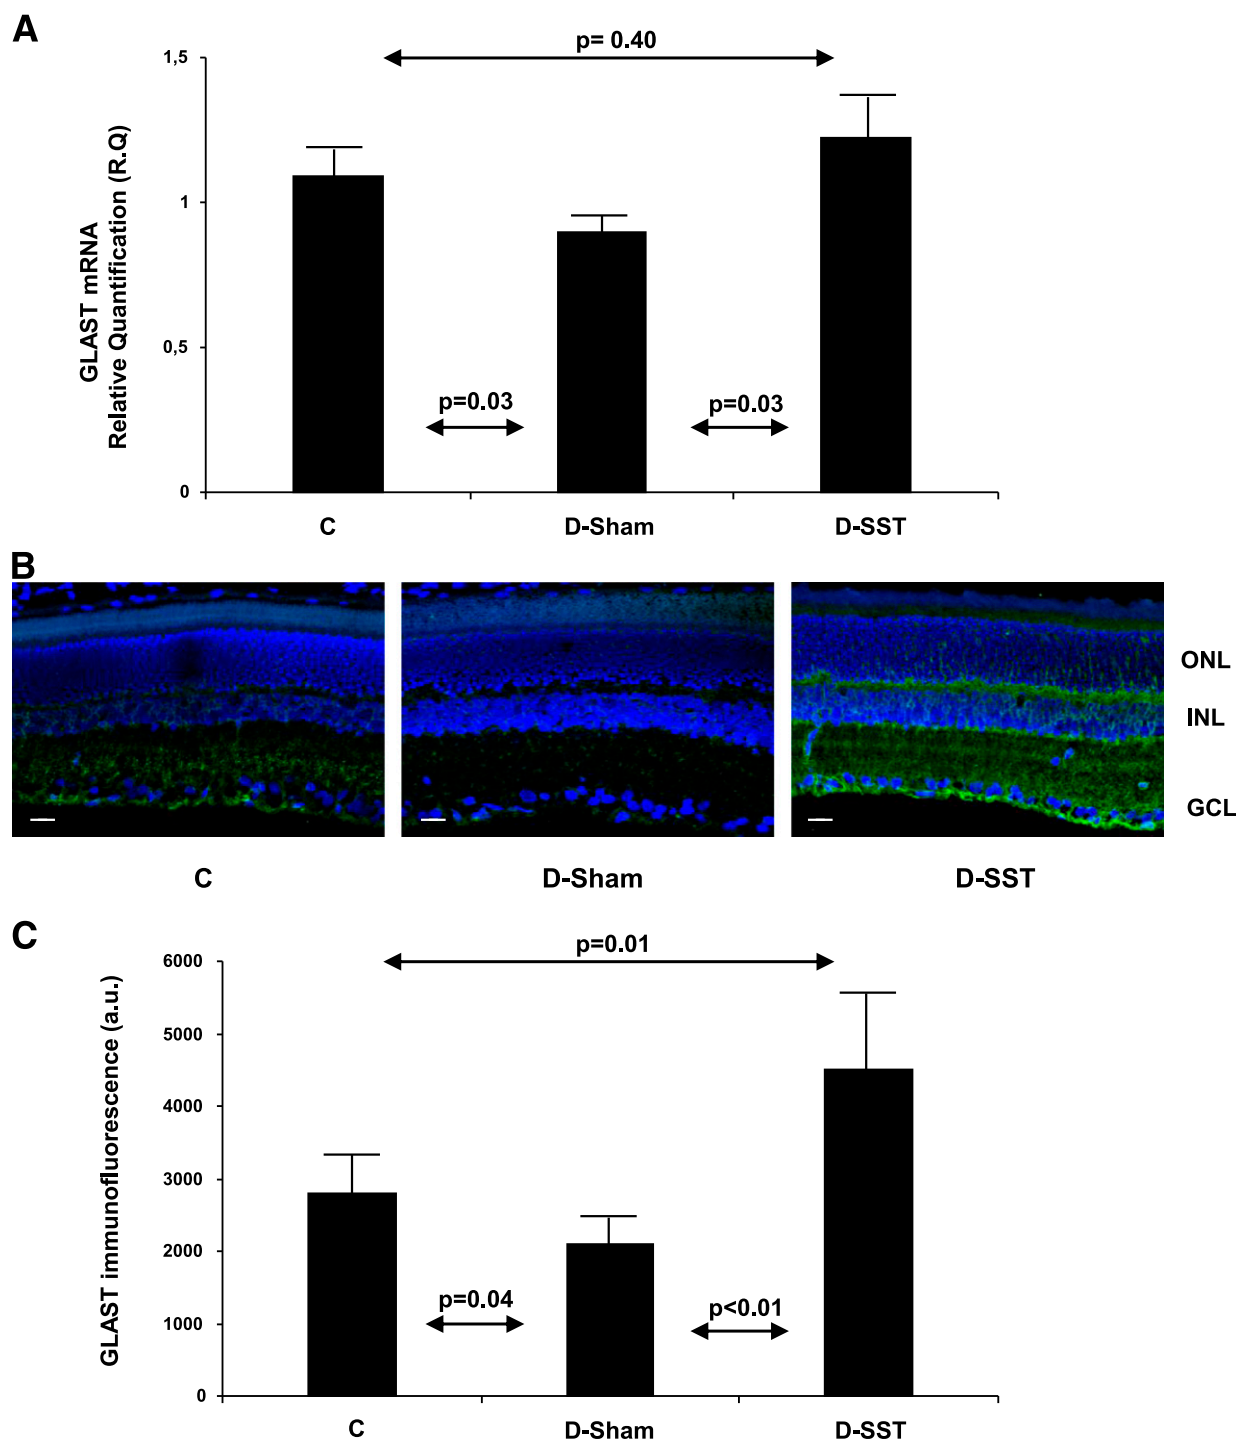 A
p= 0.40
1,5
1
0,5
0
GLAST mRNA
Relative Quantification (R.Q)
p=0.03
p=0.03
C
D-Sham
D-SST
B
ONL
INL
GCL
C
D-Sham
D-SST
C
p=0.01
6000
5000
4000
3000
2000
1000
0
GLAST immunofluorescence (a.u.)
p=0.04
p<0.01
C
D-Sham
D-SST